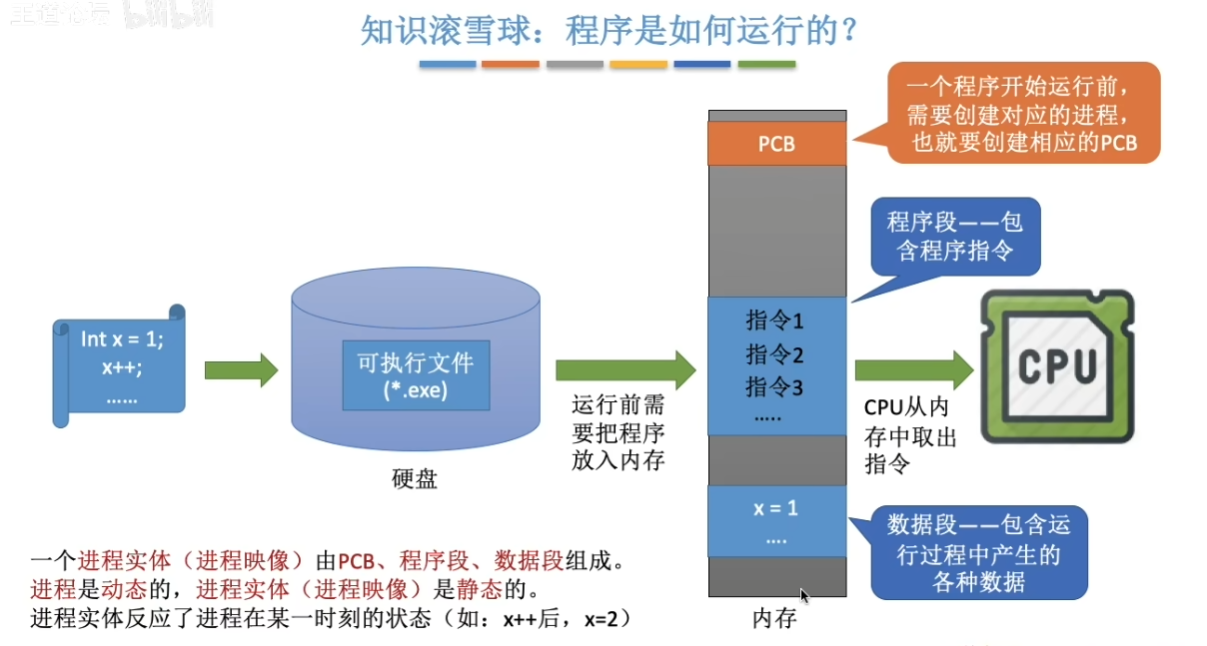 王道论坛 bilibili
知识滚雪球：程序是如何运行的？
一个程序开始运行前，
需要创建对应的进程，
也就要创建相应的PCB
PCB
程序段——包
含程序指令
Int x = 1;
x++;
……
可执行文件
(*.exe)
硬盘
运行前需
要把程序
放入内存
指令1
指令2
指令3
…..
CPU从内
存中取出
指令
CPU
x = 1
….
数据段——包含运
行过程中产生的
各种数据
内存
一个进程实体（进程映像）由PCB、程序段、数据段组成。
进程是动态的，进程实体（进程映像）是静态的。
进程实体反应了进程在某一时刻的状态（如：x++后，x=2）